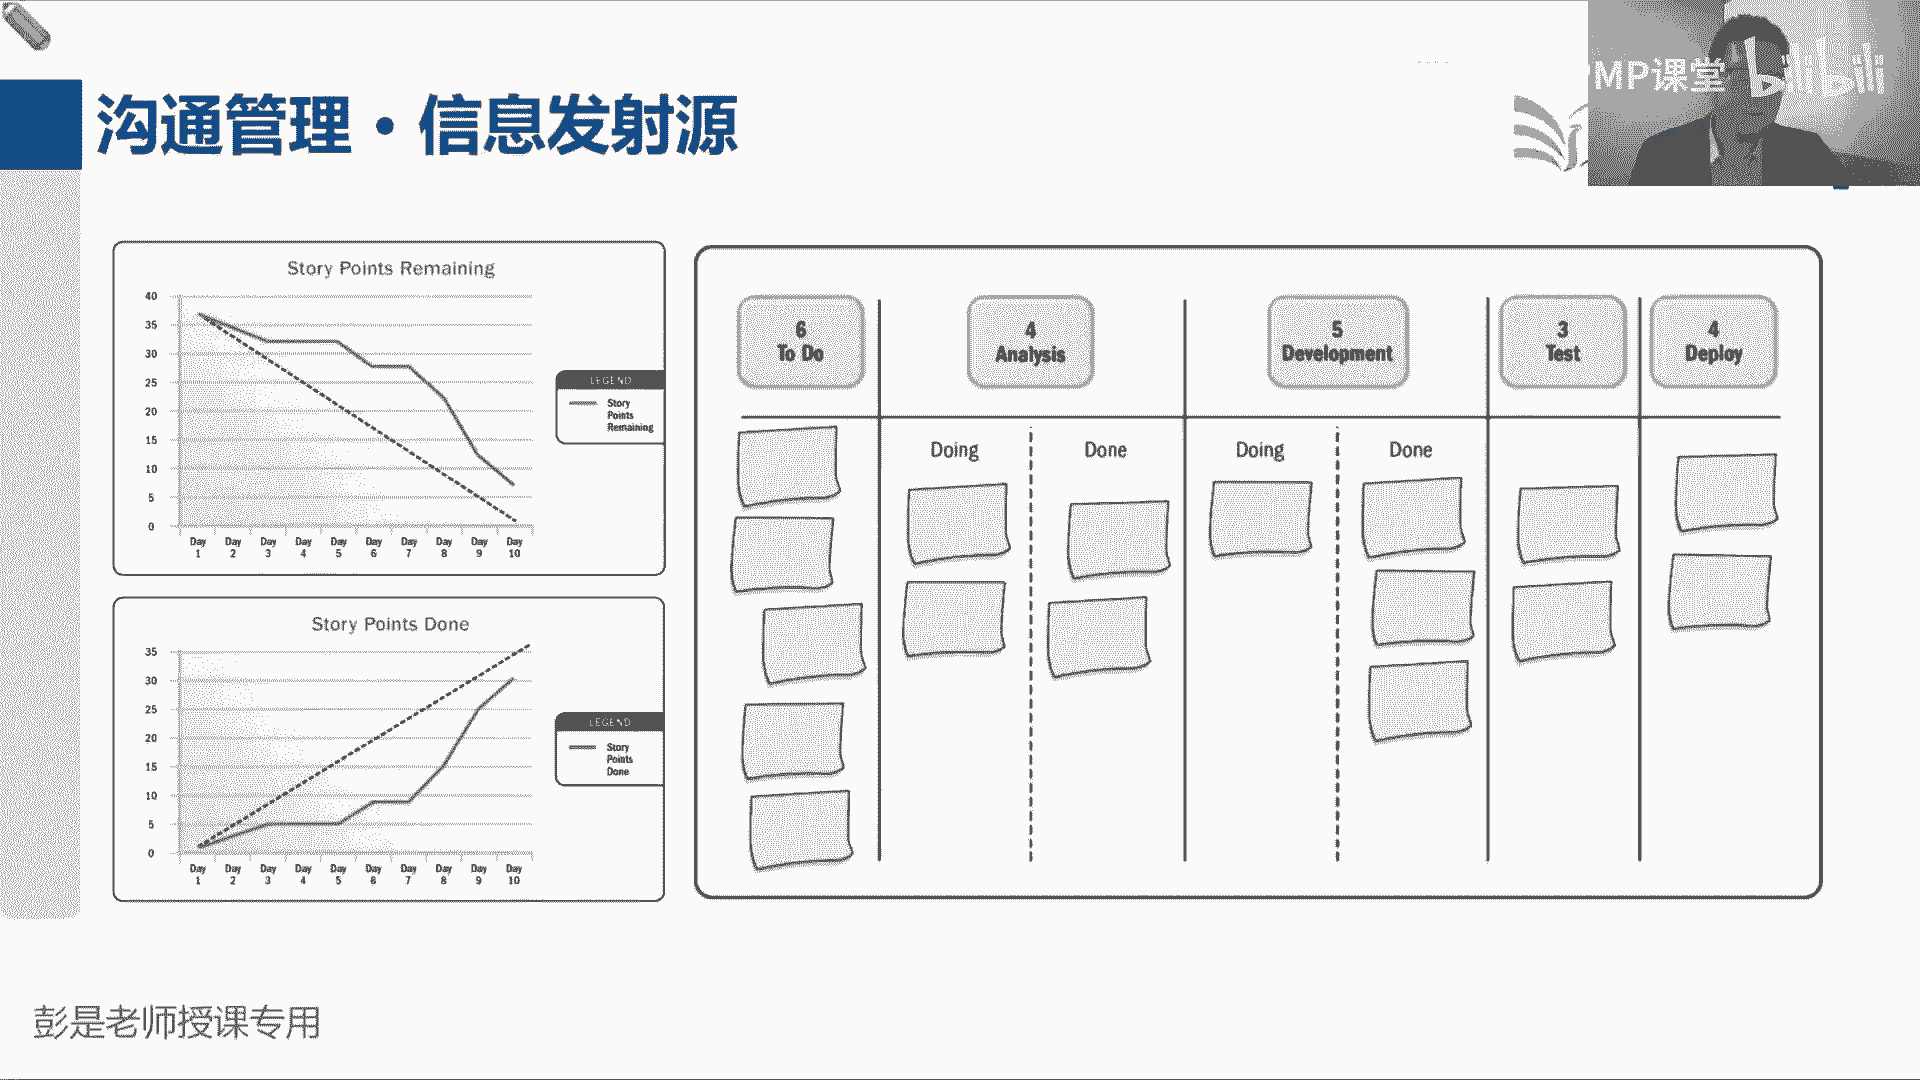 MP课堂 bilibili
沟通管理·信息发射源
Story Points Remaining
40
35
30
25
20
15
10
5
0
Day 1
Day 2
Day 3
Day 4
Day 5
Day 6
Day 7
Day 8
Day 9
Day 10
LEGEND
Story
Points
Remaining
Story Points Done
35
30
25
20
15
10
5
0
Day 1
Day 2
Day 3
Day 4
Day 5
Day 6
Day 7
Day 8
Day 9
Day 10
LEGEND
Story
Points
Done
6
To Do
4
Analysis
5
Development
3
Test
4
Deploy
Doing
Done
Doing
Done
彭是老师授课专用